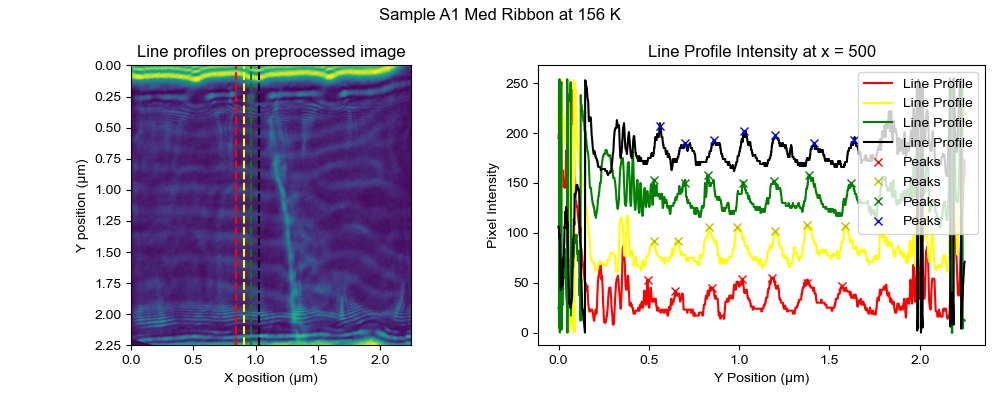 Sample A1 Med Ribbon at 156 K
Line profiles on preprocessed image
0.00
0.25
0.50
0.75
1.00
1.25
1.50
1.75
2.00
2.25
Y position (μm)
0.0
0.5
1.0
1.5
2.0
X position (μm)
Line Profile Intensity at x = 500
250
200
150
100
50
0
Pixel Intensity
0.0
0.5
1.0
1.5
2.0
Y Position (μm)
Line Profile
Line Profile
Line Profile
Line Profile
Peaks
Peaks
Peaks
Peaks